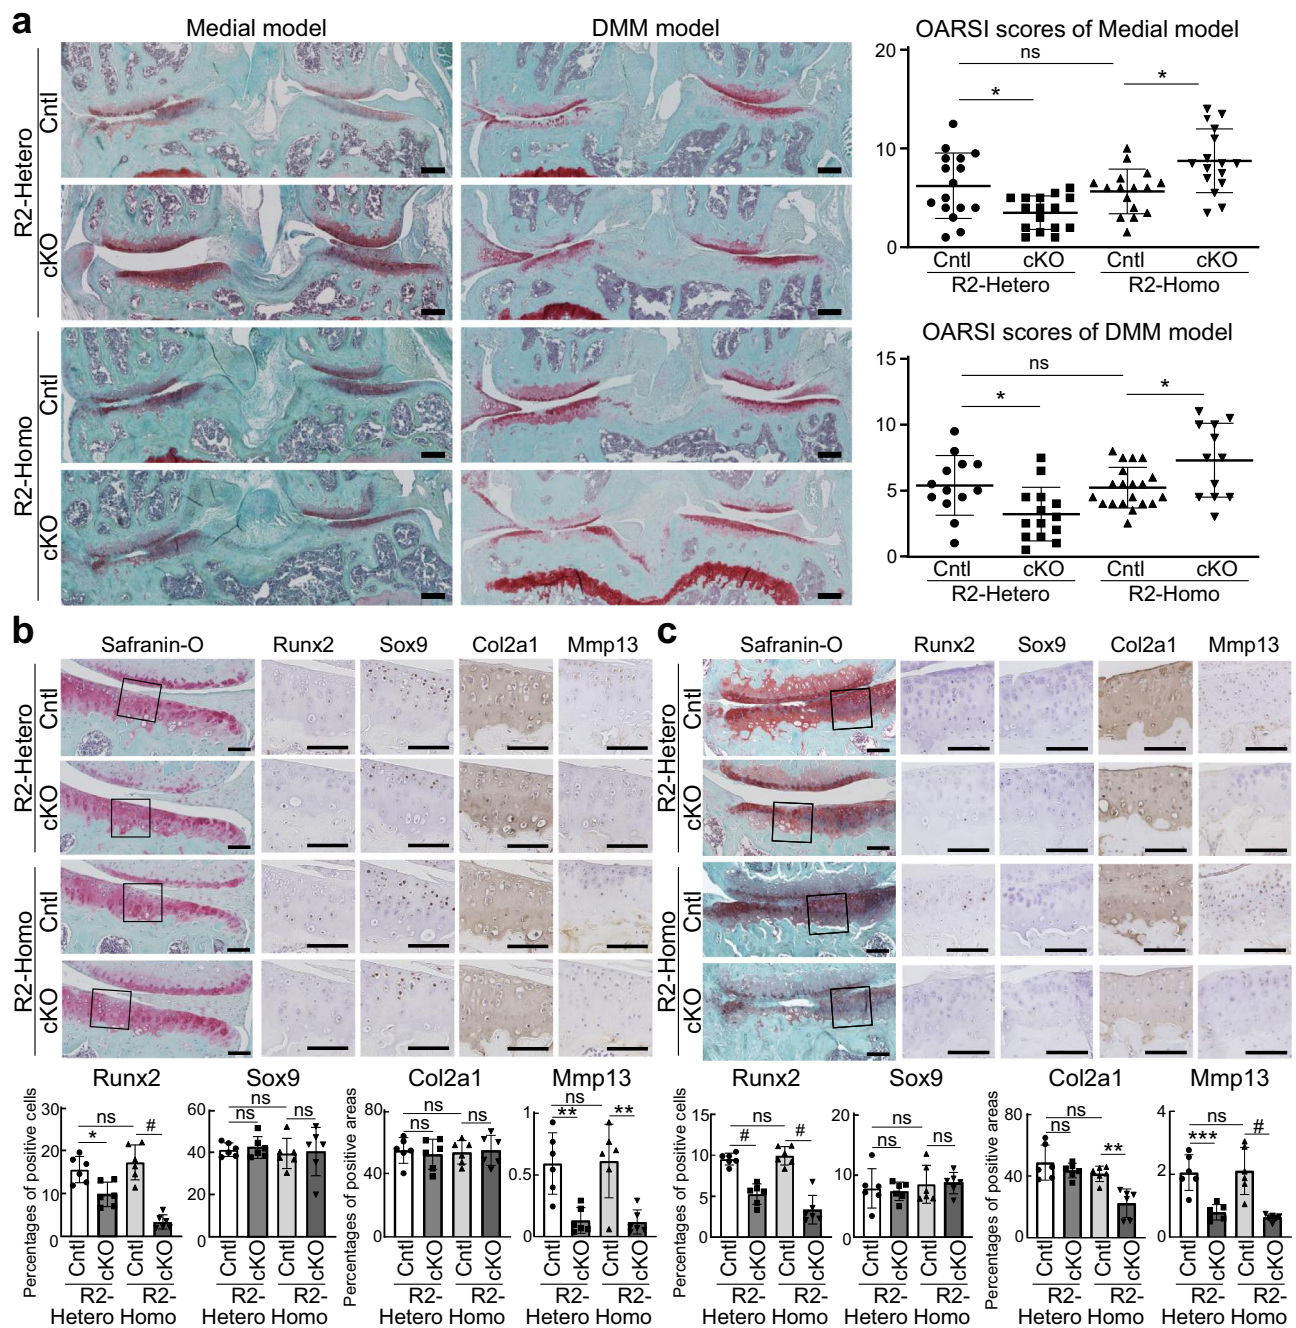 a
Medial model
DMM model
R2-Hetero
Cntl
cKO
R2-Homo
Cntl
cKO
OARSI scores of Medial model
20
10
0
ns
*
*
Cntl
cKO
Cntl
cKO
R2-Hetero
R2-Homo
OARSI scores of DMM model
15
10
5
0
ns
*
*
Cntl
cKO
Cntl
cKO
R2-Hetero
R2-Homo
b
Safranin-O
Runx2
Sox9
Col2a1
Mmp13
R2-Hetero
Cntl
cKO
R2-Homo
Cntl
cKO
Runx2
Percentages of positive cells
30
20
10
0
ns
*
#
Cntl
cKO
Cntl
cKO
R2-
Hetero
R2-
Homo
Sox9
60
40
20
0
ns
ns
ns
Cntl
cKO
Cntl
cKO
R2-
Hetero
R2-
Homo
Col2a1
Percentages of positive areas
80
40
0
ns
ns
ns
Cntl
cKO
Cntl
cKO
R2-
Hetero
R2-
Homo
Mmp13
1
0.5
0
ns
**
**
Cntl
cKO
Cntl
cKO
R2-
Hetero
R2-
Homo
c
Safranin-O
Runx2
Sox9
Col2a1
Mmp13
R2-Hetero
Cntl
cKO
R2-Homo
Cntl
cKO
Runx2
Percentages of positive cells
15
10
5
0
ns
#
#
Cntl
cKO
Cntl
cKO
R2-
Hetero
R2-
Homo
Sox9
20
10
0
ns
ns
ns
Cntl
cKO
Cntl
cKO
R2-
Hetero
R2-
Homo
Col2a1
Percentages of positive areas
80
40
0
ns
ns
**
Cntl
cKO
Cntl
cKO
R2-
Hetero
R2-
Homo
Mmp13
4
2
0
ns
***
#
Cntl
cKO
Cntl
cKO
R2-
Hetero
R2-
Homo